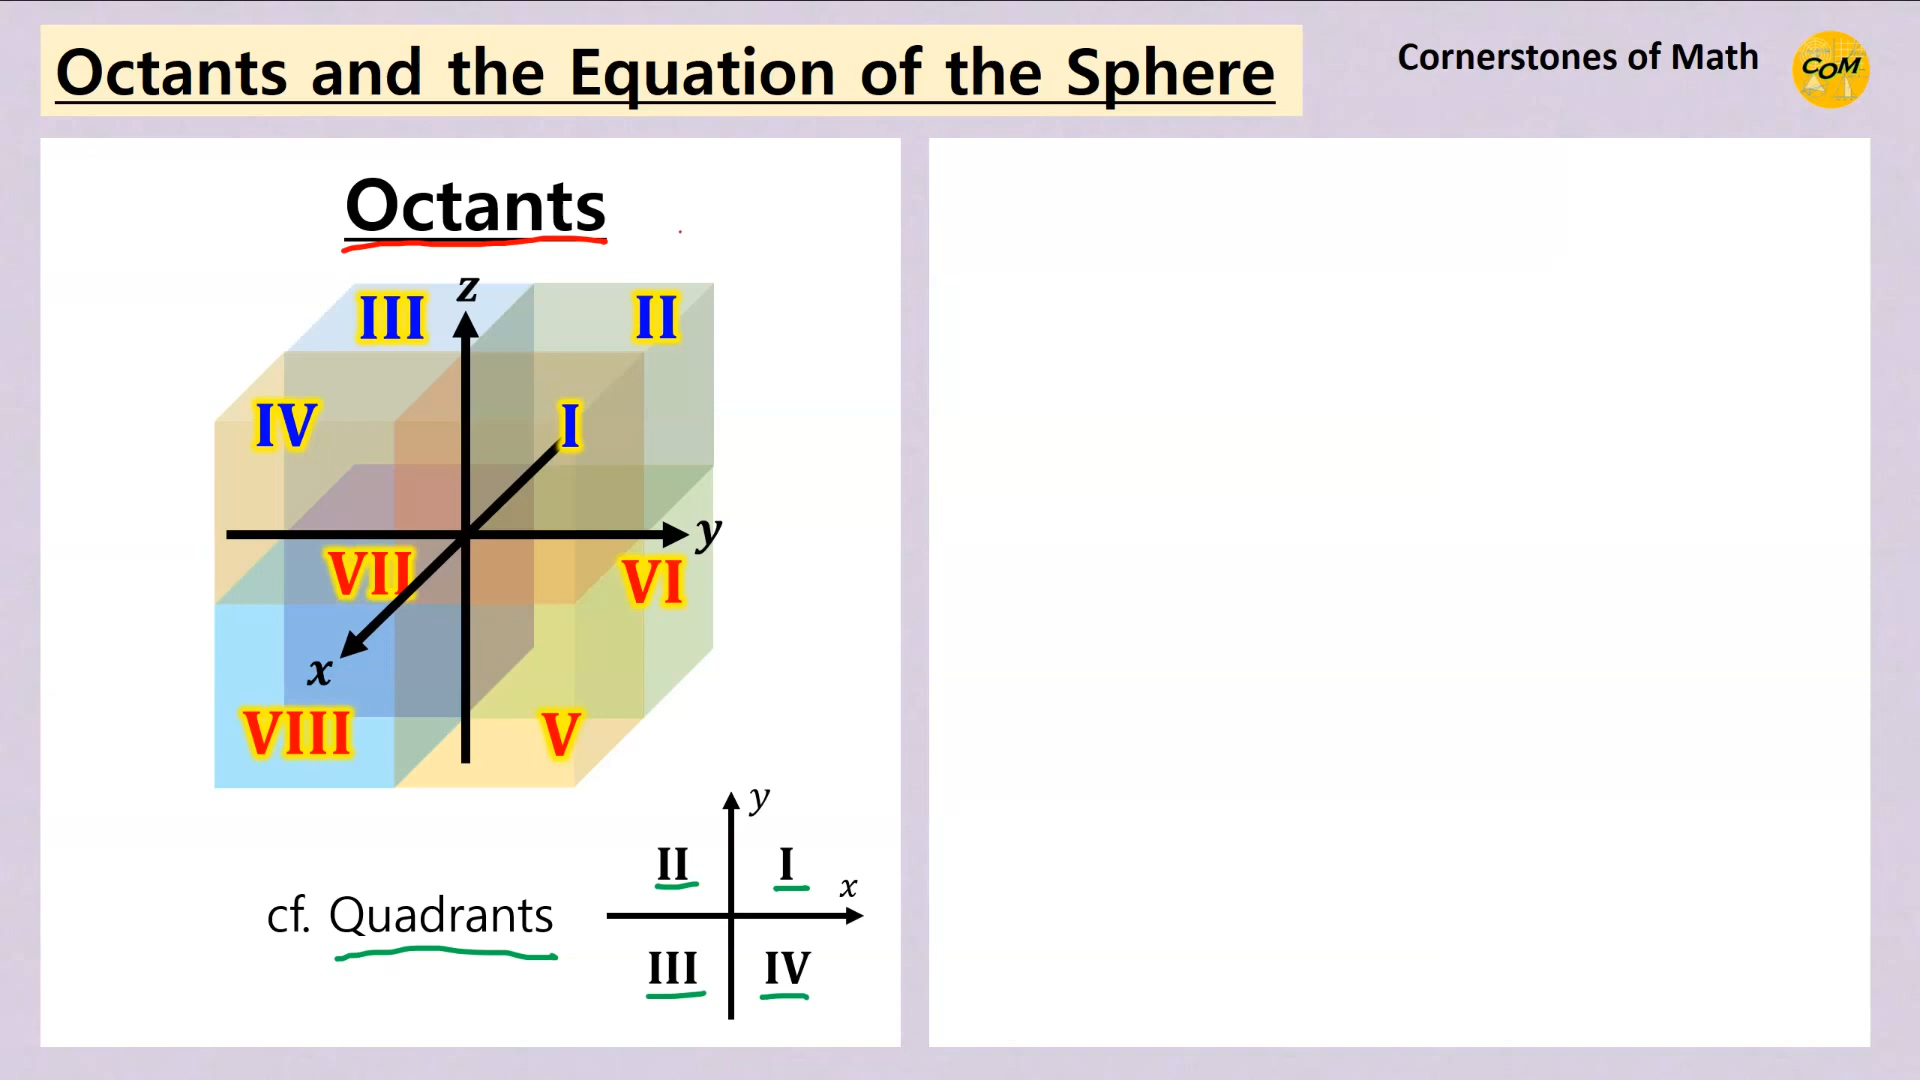 Octants and the Equation of the Sphere
Cornerstones of Math
COM
Octants
z
III II
IV I
y
VII VI
x
VIII V
y
II I
x
cf. Quadrants
III IV